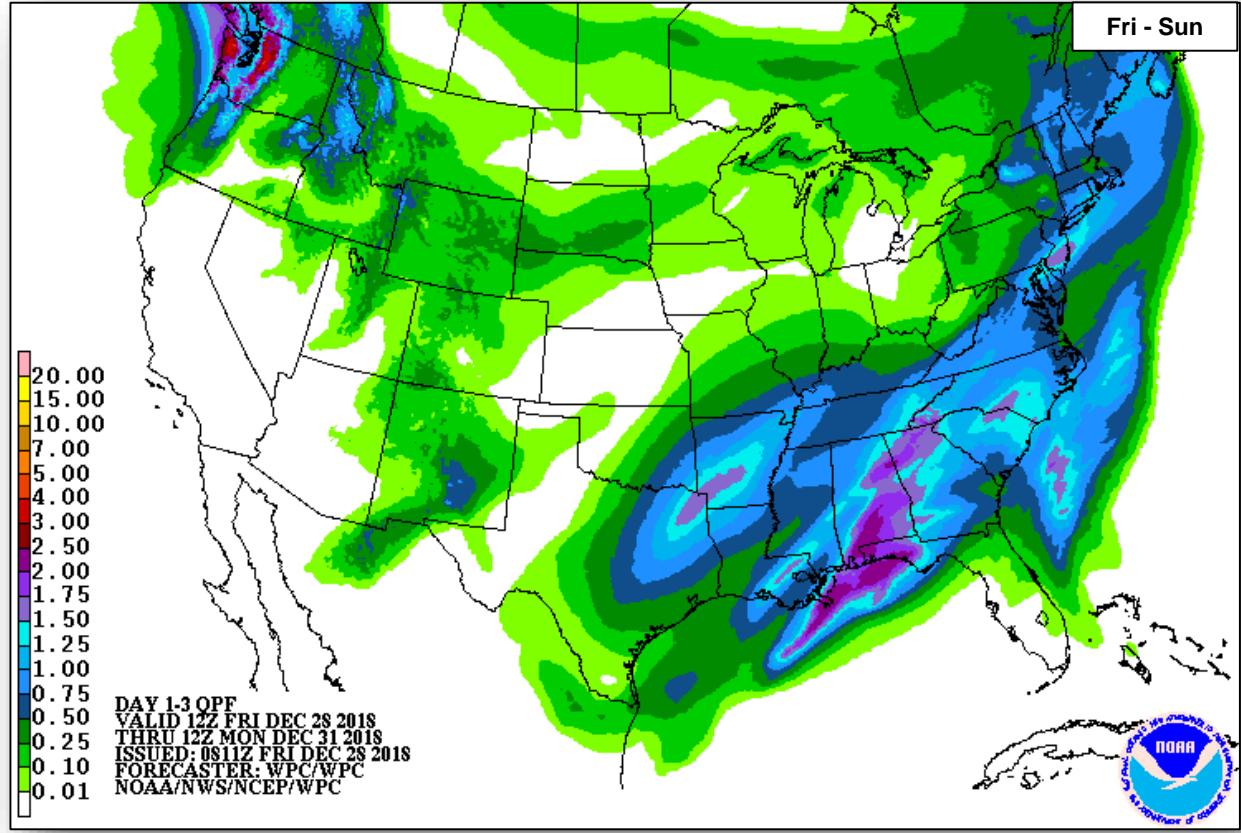 Fri - Sun
20.00
15.00
10.00
7.00
5.00
4.00
3.00
2.50
2.00
1.75
1.50
1.25
1.00
0.75
0.50
0.25
0.10
0.01
DAY 1-3 QPF
VALID 12Z FRI DEC 28 2018
THRU 12Z MON DEC 31 2018
ISSUED: 0811Z FRI DEC 28 2018
FORECASTER: WPC/WPC
NOAA/NWS/NCEP/WPC
NOAA